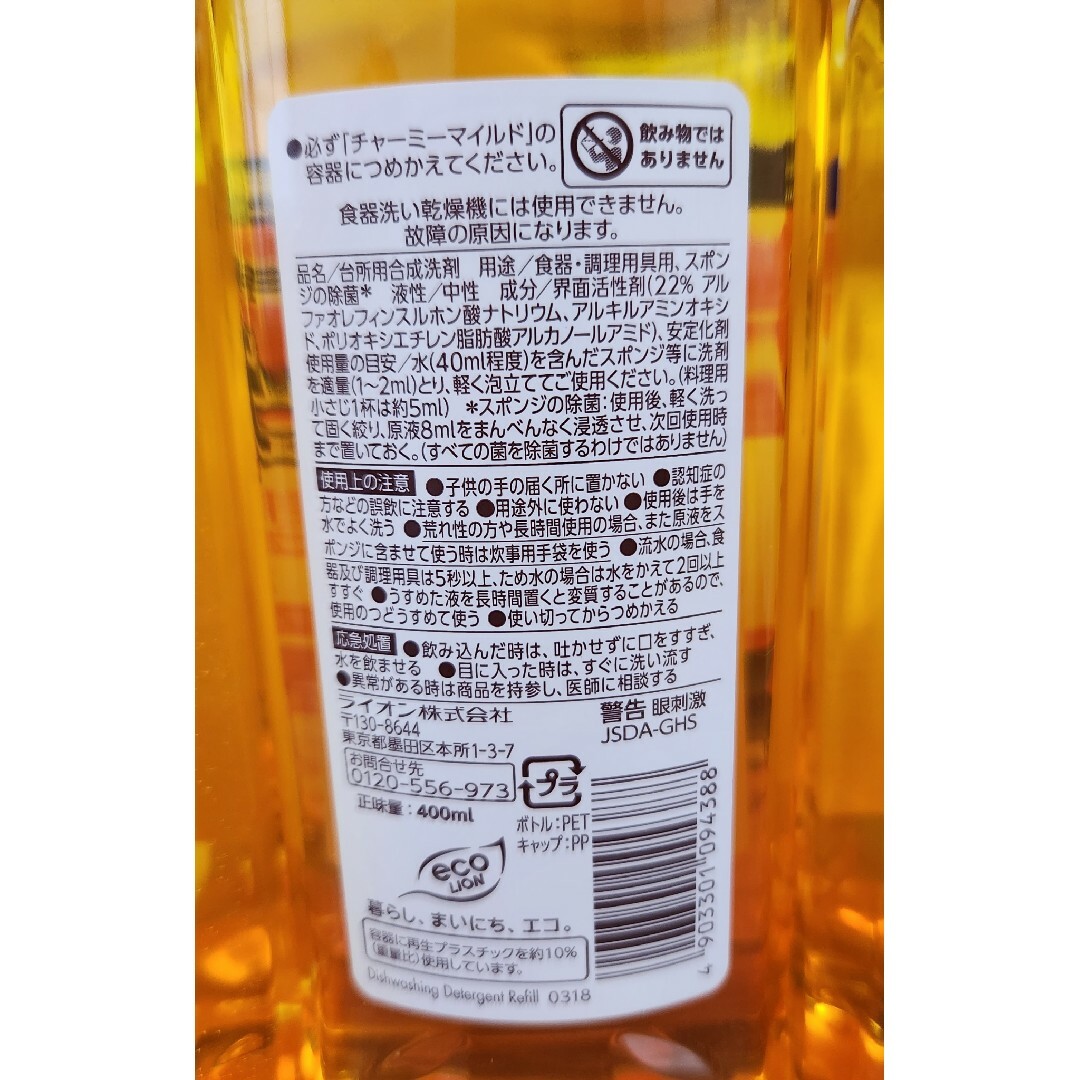 ●必ず「チャーミーマイルド」の
容器につめかえてください。
飲み物では
ありません
食器洗い乾燥機には使用できません。
故障の原因になります。
品名／台所用合成洗剤　用途／食器・調理用具用、スポン
ジの除菌*　液性／中性　成分／界面活性剤(22% アル
ファオレフィンスルホン酸ナトリウム、アルキルアミンオキシ
ド、ポリオキシエチレン脂肪酸アルカノールアミド)、安定化剤
使用量の目安／水(40ml程度)を含んだスポンジ等に洗剤
を適量(1〜2ml)とり、軽く泡立ててご使用ください。(料理用
小さじ1杯は約5ml)　*スポンジの除菌：使用後、軽く洗っ
て固く絞り、原液8mlをまんべんなく浸透させ、次回使用時
まで置いておく。(すべての菌を除菌するわけではありません)
使用上の注意 ●子供の手の届く所に置かない ●認知症の
方などの誤飲に注意する ●用途外に使わない ●使用後は手を
水でよく洗う ●荒れ性の方や長時間使用の場合、また原液をス
ポンジに含ませて使う時は炊事用手袋を使う ●流水の場合、食
器及び調理用具は5秒以上、ため水の場合は水をかえて2回以上
すすぐ ●うすめた液を長時間置くと変質することがあるので、
使用のつどうすめて使う ●使い切ってからつめかえる
応急処置 ●飲み込んだ時は、吐かせずに口をすすぎ、
水を飲ませる ●目に入った時は、すぐに洗い流す
●異常がある時は商品を持参し、医師に相談する
ライオン株式会社
〒130-8644
東京都墨田区本所1-3-7
警告 眼刺激
JSDA-GHS
お問合せ先
0120-556-973
正味量：400ml
プラ
ボトル：PET
キャップ：PP
eco
LION
暮らし、まいにち、エコ。
容器に再生プラスチックを約10%
(重量比)使用しています。
Dishwashing Detergent Refill 0318
4 903301 094388